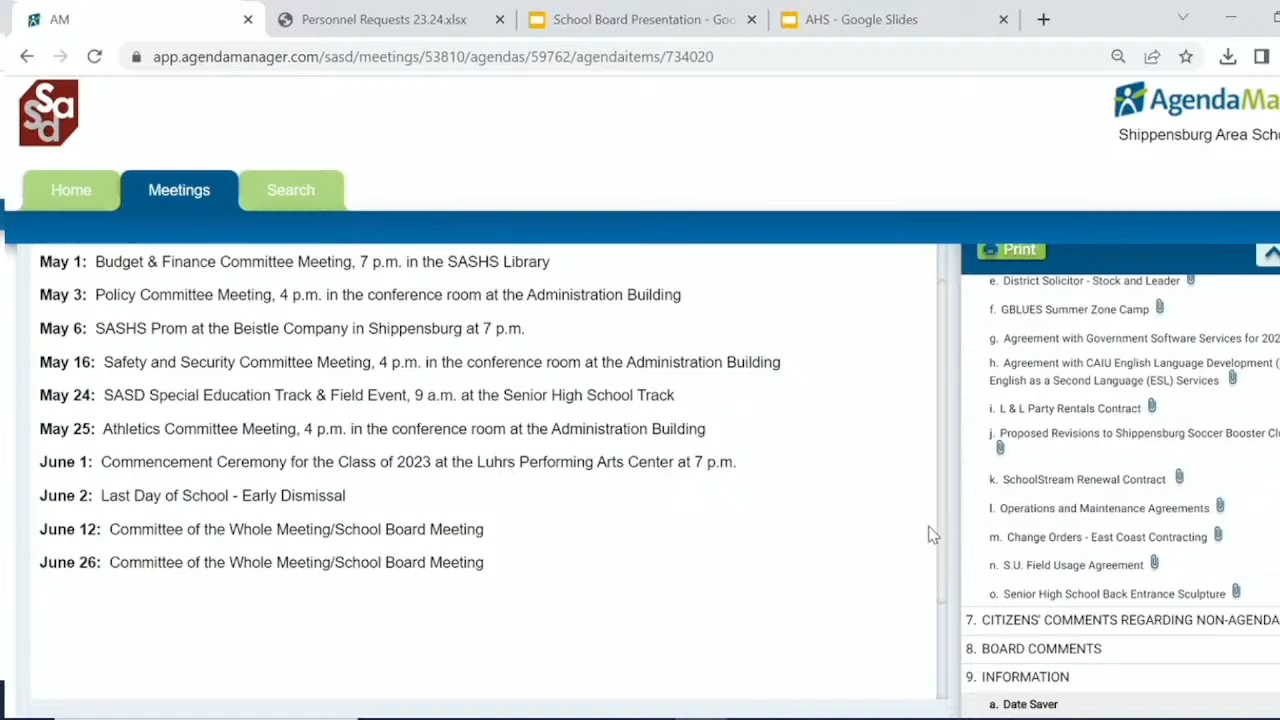 AM
Personnel Requests 23.24.xlsx
School Board Presentation - Goo
AHS - Google Slides
app.agendamanager.com/sasd/meetings/53810/agendas/59762/agendaitems/734020
Sasd
AgendaMa
Shippensburg Area Scho
Home
Meetings
Search
May 1: Budget & Finance Committee Meeting, 7 p.m. in the SASHS Library
May 3: Policy Committee Meeting, 4 p.m. in the conference room at the Administration Building
May 6: SASHS Prom at the Beistle Company in Shippensburg at 7 p.m.
May 16: Safety and Security Committee Meeting, 4 p.m. in the conference room at the Administration Building
May 24: SASD Special Education Track & Field Event, 9 a.m. at the Senior High School Track
May 25: Athletics Committee Meeting, 4 p.m. in the conference room at the Administration Building
June 1: Commencement Ceremony for the Class of 2023 at the Luhrs Performing Arts Center at 7 p.m.
June 2: Last Day of School - Early Dismissal
June 12: Committee of the Whole Meeting/School Board Meeting
June 26: Committee of the Whole Meeting/School Board Meeting
Print
e. District Solicitor - Stock and Leader
f. GBLUES Summer Zone Camp
g. Agreement with Government Software Services for 202
h. Agreement with CAIU English Language Development (
English as a Second Language (ESL) Services
i. L & L Party Rentals Contract
j. Proposed Revisions to Shippensburg Soccer Booster Cl
k. SchoolStream Renewal Contract
l. Operations and Maintenance Agreements
m. Change Orders - East Coast Contracting
n. S.U. Field Usage Agreement
o. Senior High School Back Entrance Sculpture
7. CITIZENS' COMMENTS REGARDING NON-AGENDA
8. BOARD COMMENTS
9. INFORMATION
a. Date Saver